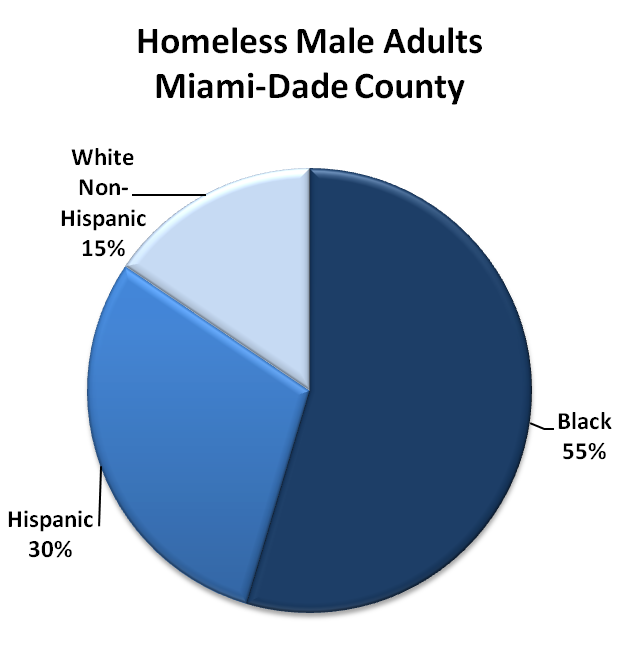 Homeless Male Adults
Miami-Dade County
White
Non-
Hispanic
15%
Black
55%
Hispanic
30%